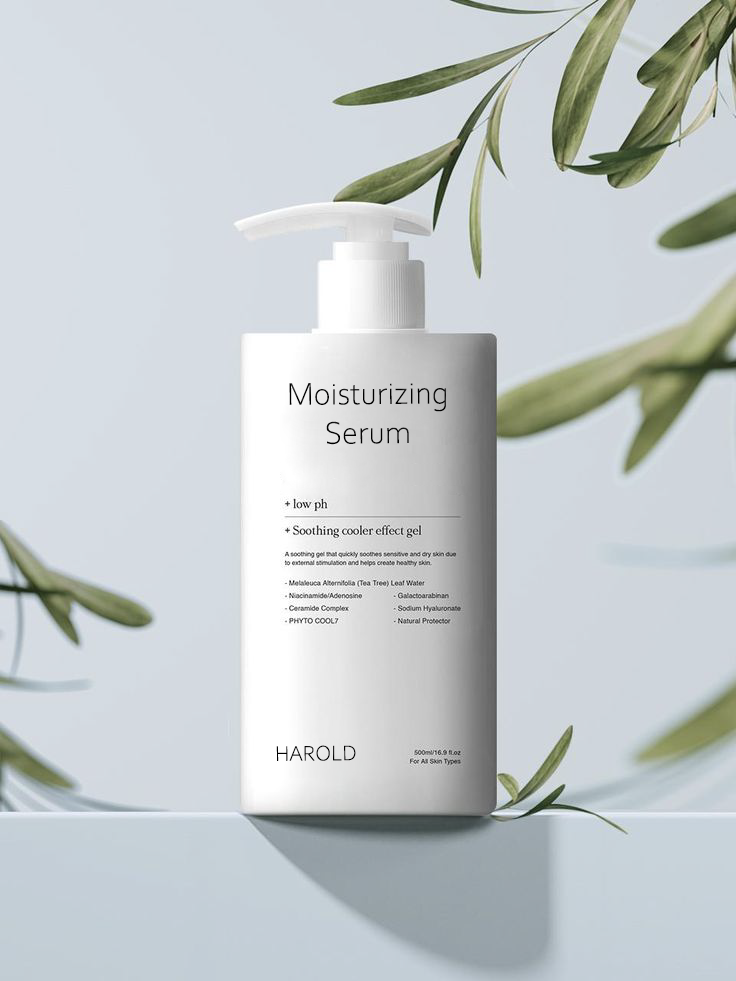 Moisturizing
Serum
+ low ph
+ Soothing cooler effect gel
A soothing gel that quickly soothes sensitive and dry skin due
to external stimulation and helps create healthy skin.
- Melaleuca Alternifolia (Tea Tree) Leaf Water
- Niacinamide/Adenosine - Galactoarabinan
- Ceramide Complex - Sodium Hyaluronate
- PHYTO COOL7 - Natural Protector
HAROLD 500ml/16.9 fl.oz
For All Skin Types